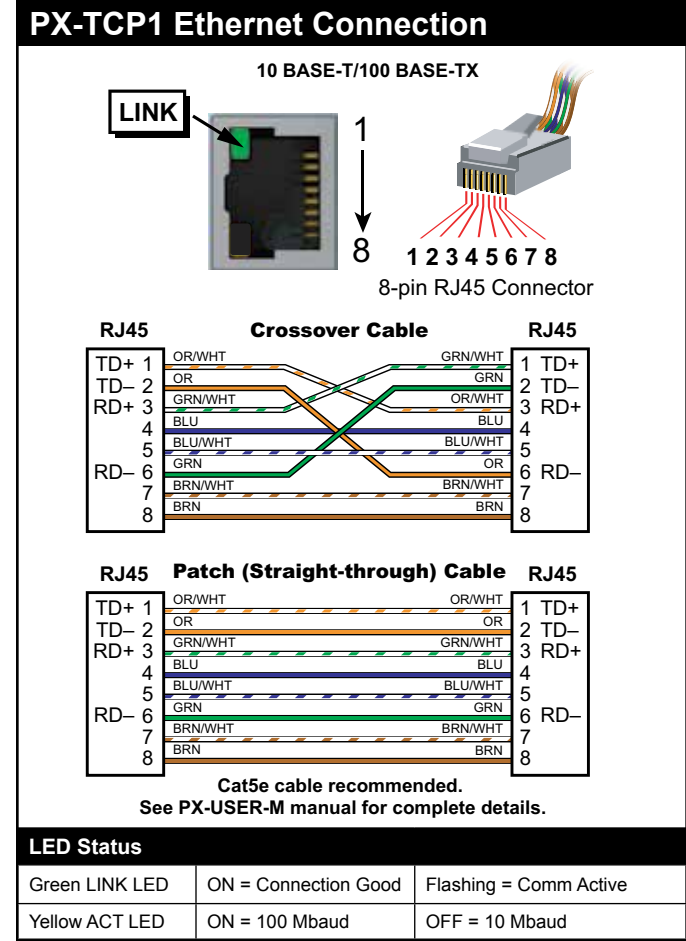 PX-TCP1 Ethernet Connection
10 BASE-T/100 BASE-TX
LINK
1
8
1 2 3 4 5 6 7 8
8-pin RJ45 Connector
RJ45 Crossover Cable RJ45
TD+ 1 OR/WHT GRN/WHT 1 TD+
TD– 2 OR GRN 2 TD–
RD+ 3 GRN/WHT OR/WHT 3 RD+
4 BLU BLU 4
5 BLU/WHT BLU/WHT 5
RD– 6 GRN OR 6 RD–
7 BRN/WHT BRN/WHT 7
8 BRN BRN 8
RJ45 Patch (Straight-through) Cable RJ45
TD+ 1 OR/WHT OR/WHT 1 TD+
TD– 2 OR OR 2 TD–
RD+ 3 GRN/WHT GRN/WHT 3 RD+
4 BLU BLU 4
5 BLU/WHT BLU/WHT 5
RD– 6 GRN GRN 6 RD–
7 BRN/WHT BRN/WHT 7
8 BRN BRN 8
Cat5e cable recommended.
See PX-USER-M manual for complete details.
LED Status
Green LINK LED ON = Connection Good Flashing = Comm Active
Yellow ACT LED ON = 100 Mbaud OFF = 10 Mbaud